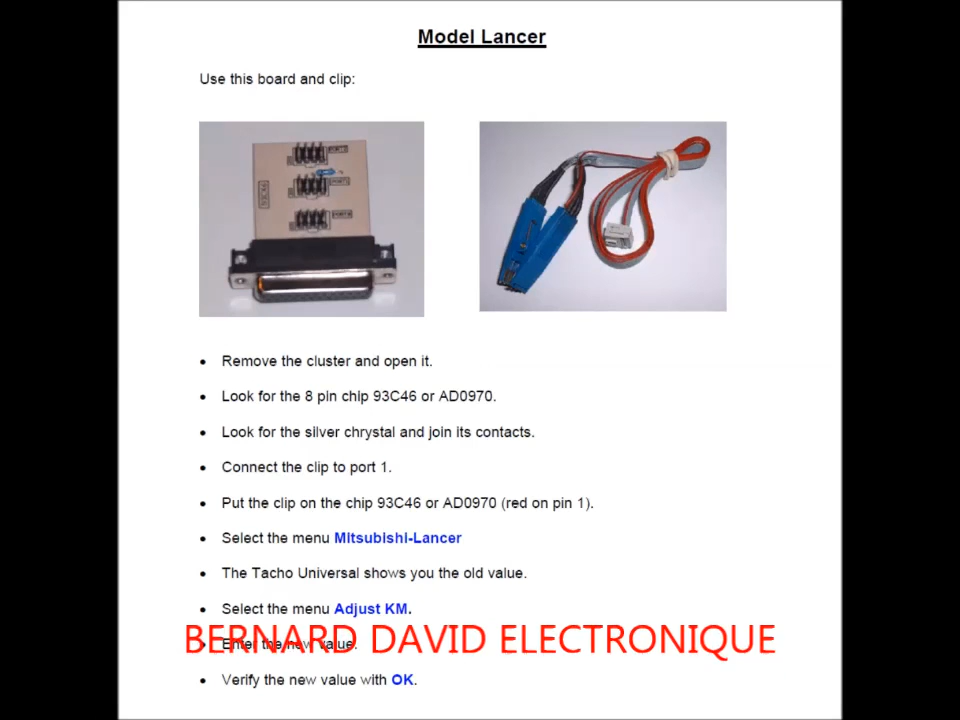 Model Lancer
Use this board and clip:
93C46
PORT1
PORT0
Remove the cluster and open it.
Look for the 8 pin chip 93C46 or AD0970.
Look for the silver chrystal and join its contacts.
Connect the clip to port 1.
Put the clip on the chip 93C46 or AD0970 (red on pin 1).
Select the menu Mitsubishi-Lancer
The Tacho Universal shows you the old value.
Select the menu Adjust KM.
Enter the new value.
BERNARD DAVID ELECTRONIQUE
Verify the new value with OK.